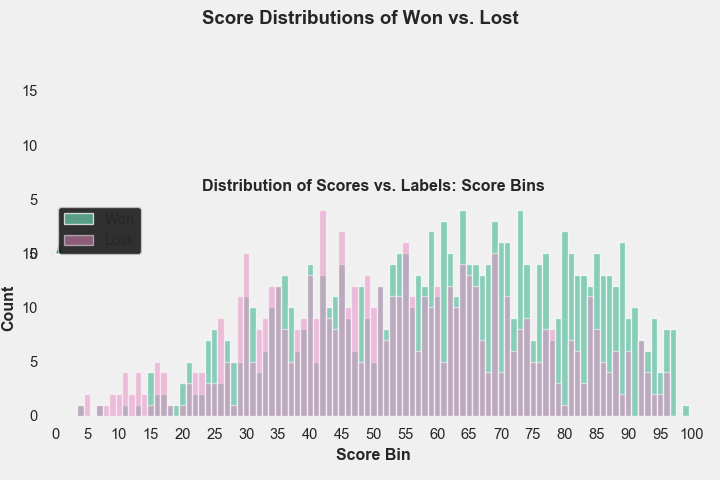 Score Distributions of Won vs. Lost
15
10
5
Distribution of Scores vs. Labels: Score Bins
Won
Lost
10
5
0
Count
0 5 10 15 20 25 30 35 40 45 50 55 60 65 70 75 80 85 90 95 100
Score Bin